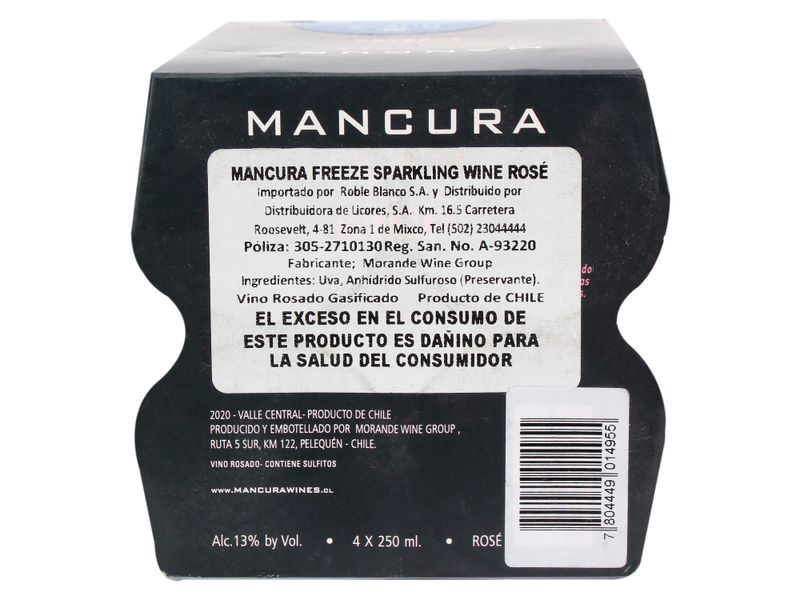 MANCURA
MANCURA FREEZE SPARKLING WINE ROSÉ
Importado por Roble Blanco S.A. y Distribuido por
Distribuidora de Licores, S.A. Km. 16.5 Carretera
Roosevelt, 4-81 Zona 1 de Mixco, Tel (502) 23044444
Póliza: 305-2710130 Reg. San. No. A-93220
Fabricante; Morande Wine Group
Ingredientes: Uva, Anhídrido Sulfuroso (Preservante).
Vino Rosado Gasificado Producto de CHILE
EL EXCESO EN EL CONSUMO DE
ESTE PRODUCTO ES DAÑINO PARA
LA SALUD DEL CONSUMIDOR
2020 - VALLE CENTRAL- PRODUCTO DE CHILE
PRODUCIDO Y EMBOTELLADO POR MORANDE WINE GROUP ,
RUTA 5 SUR, KM 122, PELEQUÉN - CHILE.
VINO ROSADO- CONTIENE SULFITOS
www.MANCURAWINES.CL
Alc.13% by Vol. • 4 X 250 ml. • ROSÉ
7 804449 014955